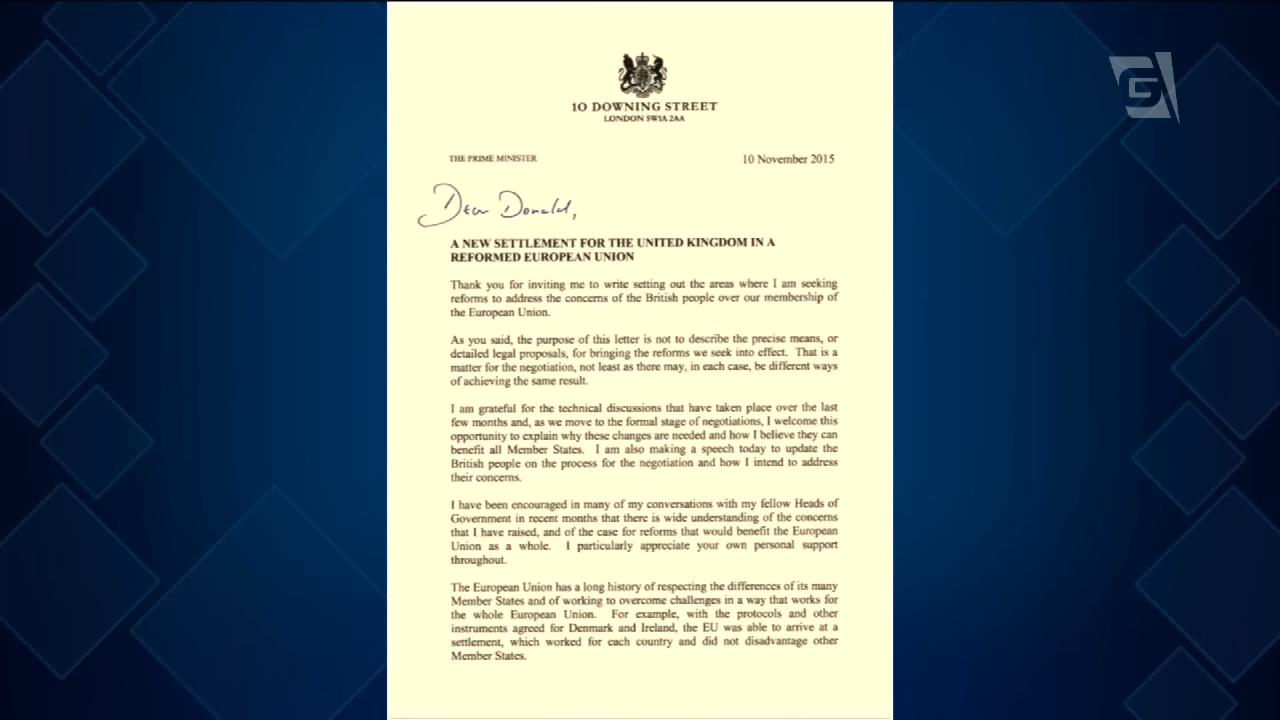 10 DOWNING STREET
LONDON SW1A 2AA
THE PRIME MINISTER
10 November 2015
Dear Donald,
A NEW SETTLEMENT FOR THE UNITED KINGDOM IN A
REFORMED EUROPEAN UNION
Thank you for inviting me to write setting out the areas where I am seeking
reforms to address the concerns of the British people over our membership of
the European Union.
As you said, the purpose of this letter is not to describe the precise means, or
detailed legal proposals, for bringing the reforms we seek into effect. That is a
matter for the negotiation, not least as there may, in each case, be different ways
of achieving the same result.
I am grateful for the technical discussions that have taken place over the last
few months and, as we move to the formal stage of negotiations, I welcome this
opportunity to explain why these changes are needed and how I believe they can
benefit all Member States. I am also making a speech today to update the
British people on the process for the negotiation and how I intend to address
their concerns.
I have been encouraged in many of my conversations with my fellow Heads of
Government in recent months that there is wide understanding of the concerns
that I have raised, and of the case for reforms that would benefit the European
Union as a whole. I particularly appreciate your own personal support
throughout.
The European Union has a long history of respecting the differences of its many
Member States and of working to overcome challenges in a way that works for
the whole European Union. For example, with the protocols and other
instruments agreed for Denmark and Ireland, the EU was able to arrive at a
settlement, which worked for each country and did not disadvantage other
Member States.